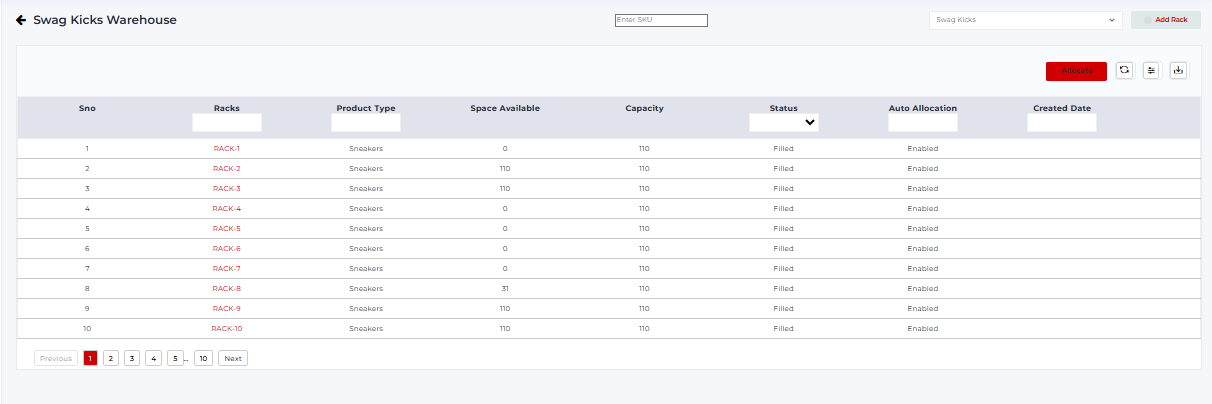 Swag Kicks Warehouse Enter SKU Swag Kicks Add Rack
Allocate
Sno Racks Product Type Space Available Capacity Status Auto Allocation Created Date
1 RACK-1 Sneakers 0 110 Filled Enabled
2 RACK-2 Sneakers 110 110 Filled Enabled
3 RACK-3 Sneakers 110 110 Filled Enabled
4 RACK-4 Sneakers 0 110 Filled Enabled
5 RACK-5 Sneakers 0 110 Filled Enabled
6 RACK-6 Sneakers 0 110 Filled Enabled
7 RACK-7 Sneakers 0 110 Filled Enabled
8 RACK-8 Sneakers 31 110 Filled Enabled
9 RACK-9 Sneakers 110 110 Filled Enabled
10 RACK-10 Sneakers 110 110 Filled Enabled
Previous 1 2 3 4 5 ... 10 Next